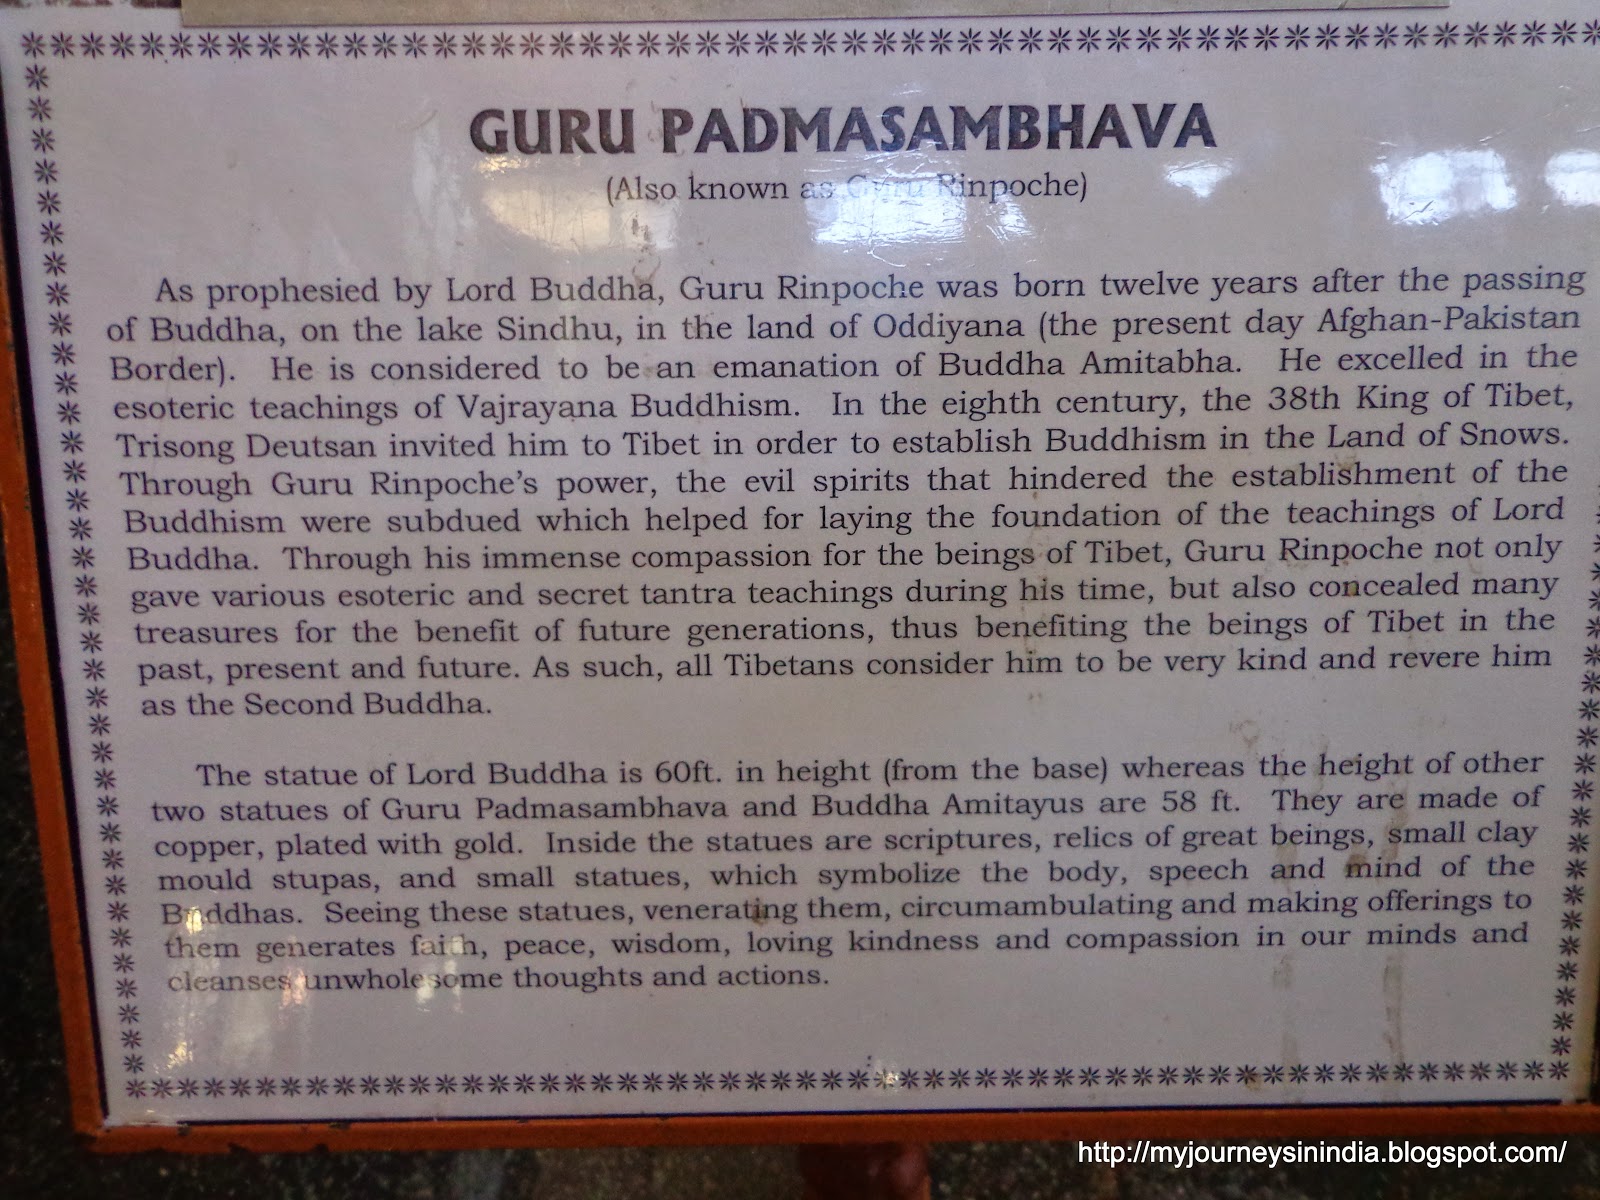 GURU PADMASAMBHAVA
(Also known as Guru Rinpoche)
As prophesied by Lord Buddha, Guru Rinpoche was born twelve years after the passing
of Buddha, on the lake Sindhu, in the land of Oddiyana (the present day Afghan-Pakistan
Border). He is considered to be an emanation of Buddha Amitabha. He excelled in the
esoteric teachings of Vajrayana Buddhism. In the eighth century, the 38th King of Tibet,
Trisong Deutsan invited him to Tibet in order to establish Buddhism in the Land of Snows.
Through Guru Rinpoche's power, the evil spirits that hindered the establishment of the
Buddhism were subdued which helped for laying the foundation of the teachings of Lord
Buddha. Through his immense compassion for the beings of Tibet, Guru Rinpoche not only
gave various esoteric and secret tantra teachings during his time, but also concealed many
treasures for the benefit of future generations, thus benefiting the beings of Tibet in the
past, present and future. As such, all Tibetans consider him to be very kind and revere him
as the Second Buddha.
The statue of Lord Buddha is 60ft. in height (from the base) whereas the height of other
two statues of Guru Padmasambhava and Buddha Amitayus are 58 ft. They are made of
copper, plated with gold. Inside the statues are scriptures, relics of great beings, small clay
mould stupas, and small statues, which symbolize the body, speech and mind of the
Buddhas. Seeing these statues, venerating them, circumambulating and making offerings to
them generates faith, peace, wisdom, loving kindness and compassion in our minds and
cleanses unwholesome thoughts and actions.
http://myjourneysinindia.blogspot.com/